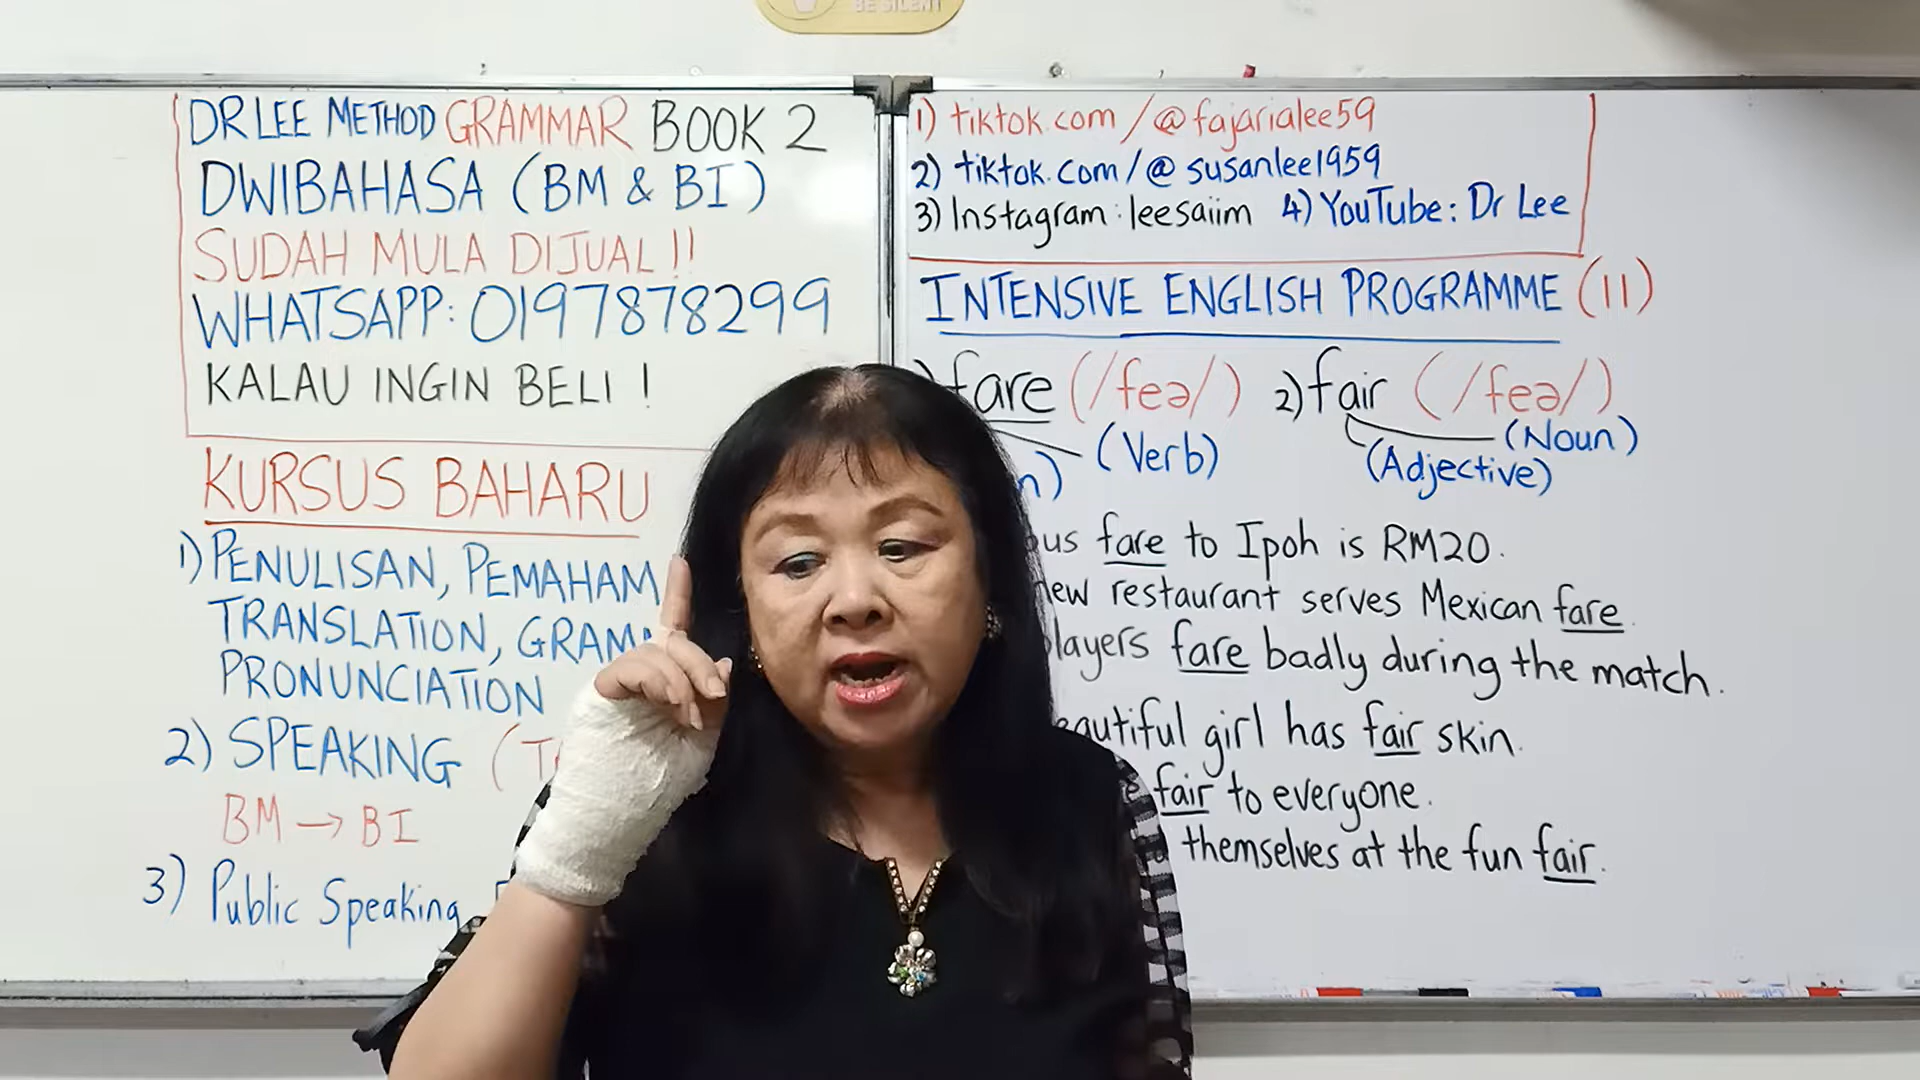 BE SILENT
DR LEE METHOD GRAMMAR BOOK 2
DWIBAHASA (BM & BI)
SUDAH MULA DIJUAL !!
WHATSAPP: 0197878299
KALAU INGIN BELI !
KURSUS BAHARU
1) PENULISAN, PEMAHAM
TRANSLATION, GRAMM
PRONUNCIATION
2) SPEAKING (
BM → BI
3) Public Speaking
1) tiktok.com/@fajarialee59
2) tiktok.com/@susanlee1959
3) Instagram: leesaiim 4) YouTube: Dr Lee
INTENSIVE ENGLISH PROGRAMME (11)
fare (/feə/) 2) fair (/feə/)
(Verb) (Noun)
(Adjective)
fare to Ipoh is RM20.
restaurant serves Mexican fare.
fare badly during the match.
girl has fair skin.
fair to everyone.
themselves at the fun fair.